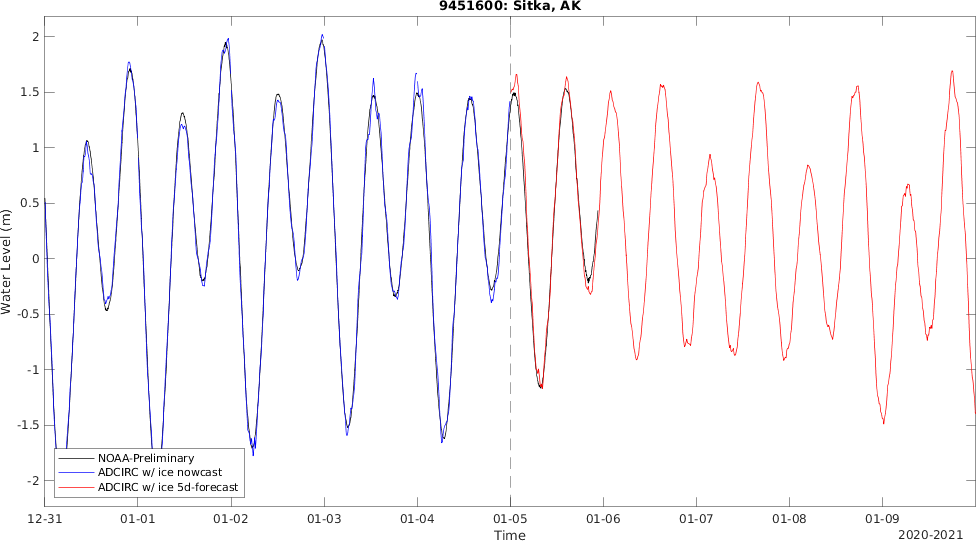 9451600: Sitka, AK
2
1.5
1
0.5
0
-0.5
-1
-1.5
-2
Water Level (m)
NOAA-Preliminary
ADCIRC w/ ice nowcast
ADCIRC w/ ice 5d-forecast
12-31 01-01 01-02 01-03 01-04 01-05 01-06 01-07 01-08 01-09
Time
2020-2021